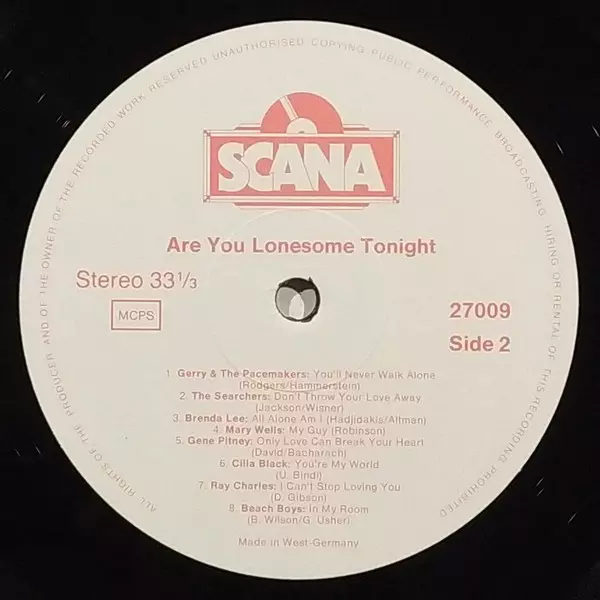 ALL RIGHTS OF THE PRODUCER AND OF THE OWNER OF THE RECORDED WORK RESERVED UNAUTHORISED COPYING PUBLIC PERFORMANCE BROADCASTING HIRING OR RENTAL OF THIS RECORDING PROHIBITED
SCANA
Are You Lonesome Tonight
Stereo 33 1/3
MCPS
27009
Side 2
1. Gerry & The Pacemakers: You'll Never Walk Alone
(Rodgers/Hammerstein)
2. The Searchers: Don't Throw Your Love Away
(Jackson/Wisner)
3. Brenda Lee: All Alone Am I (Hadjidakis/Altman)
4. Mary Wells: My Guy (Robinson)
5. Gene Pitney: Only Love Can Break Your Heart
(David/Bacharach)
6. Cilla Black: You're My World
(U. Bindi)
7. Ray Charles: I Can't Stop Loving You
(D. Gibson)
8. Beach Boys: In My Room
(B. Wilson/G. Usher)
Made in West-Germany